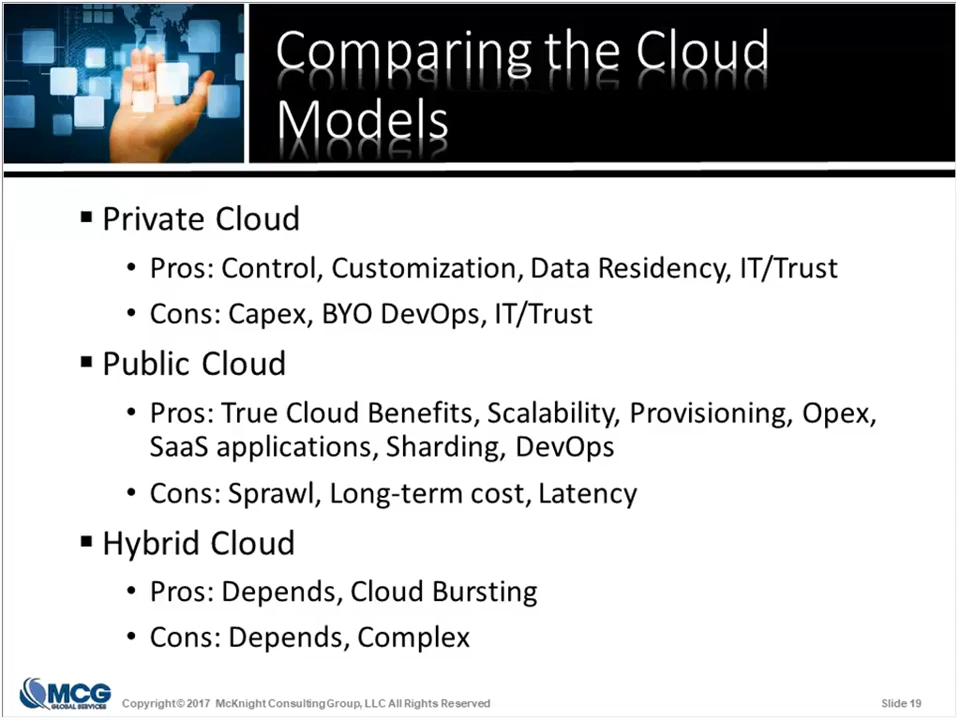 Comparing the Cloud
Models
▪ Private Cloud
• Pros: Control, Customization, Data Residency, IT/Trust
• Cons: Capex, BYO DevOps, IT/Trust
▪ Public Cloud
• Pros: True Cloud Benefits, Scalability, Provisioning, Opex,
SaaS applications, Sharding, DevOps
• Cons: Sprawl, Long-term cost, Latency
▪ Hybrid Cloud
• Pros: Depends, Cloud Bursting
• Cons: Depends, Complex
MCG
GLOBAL SERVICES
Copyright© 2017 McKnight Consulting Group, LLC All Rights Reserved
Slide 19